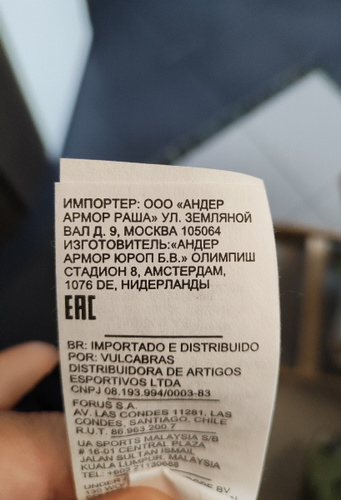 ИМПОРТЕР: ООО «АНДЕР
АРМОР РАША» УЛ. ЗЕМЛЯНОЙ
ВАЛ Д. 9, МОСКВА 105064
ИЗГОТОВИТЕЛЬ:«АНДЕР
АРМОР ЮРОП Б.В.» ОЛИМПИШ
СТАДИОН 8, АМСТЕРДАМ,
1076 DE, НИДЕРЛАНДЫ
EAC
BR: IMPORTADO E DISTRIBUIDO
POR: VULCABRAS
DISTRIBUIDORA DE ARTIGOS
ESPORTIVOS LTDA
CNPJ 08.193.994/0003-83
FORUS S.A.
AV. LAS CONDES 11281, LAS
CONDES, SANTIAGO, CHILE
R.U.T. 86.963.200.7
UA SPORTS MALAYSIA S/B
# 16-01 CENTRAL PLAZA
JALAN SULTAN ISMAIL
KUALA LUMPUR, MALAYSIA
UNDER